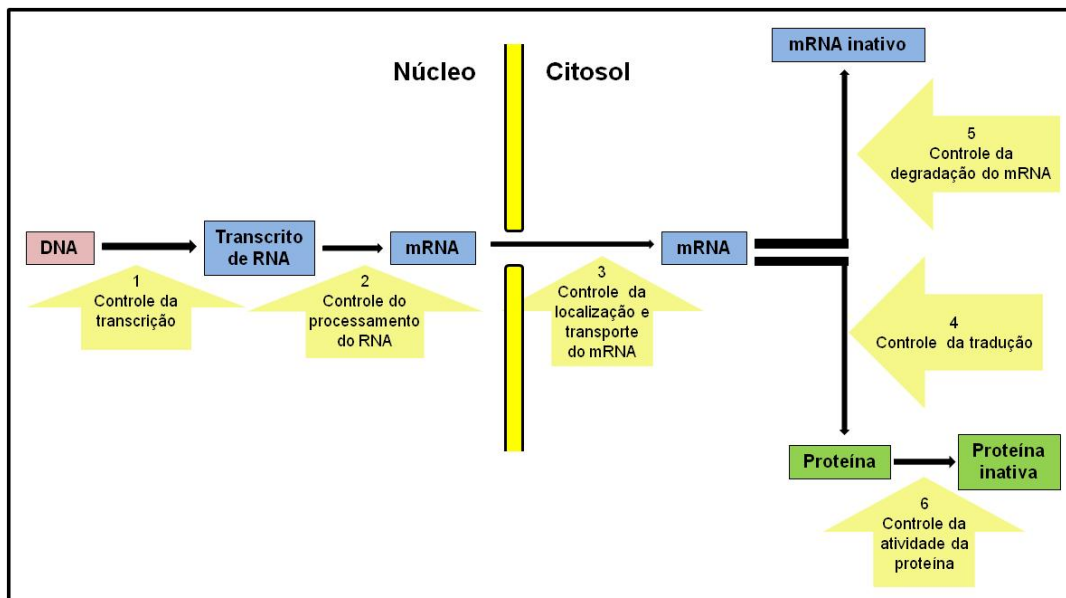 mRNA inativo
Núcleo
Citosol
5
Controle da
degradação do mRNA
DNA
Transcrito
de RNA
mRNA
mRNA
1
Controle da
transcrição
2
Controle do
processamento
do RNA
3
Controle da
localização e
transporte
do mRNA
4
Controle da tradução
Proteína
Proteína
inativa
6
Controle da
atividade da
proteína